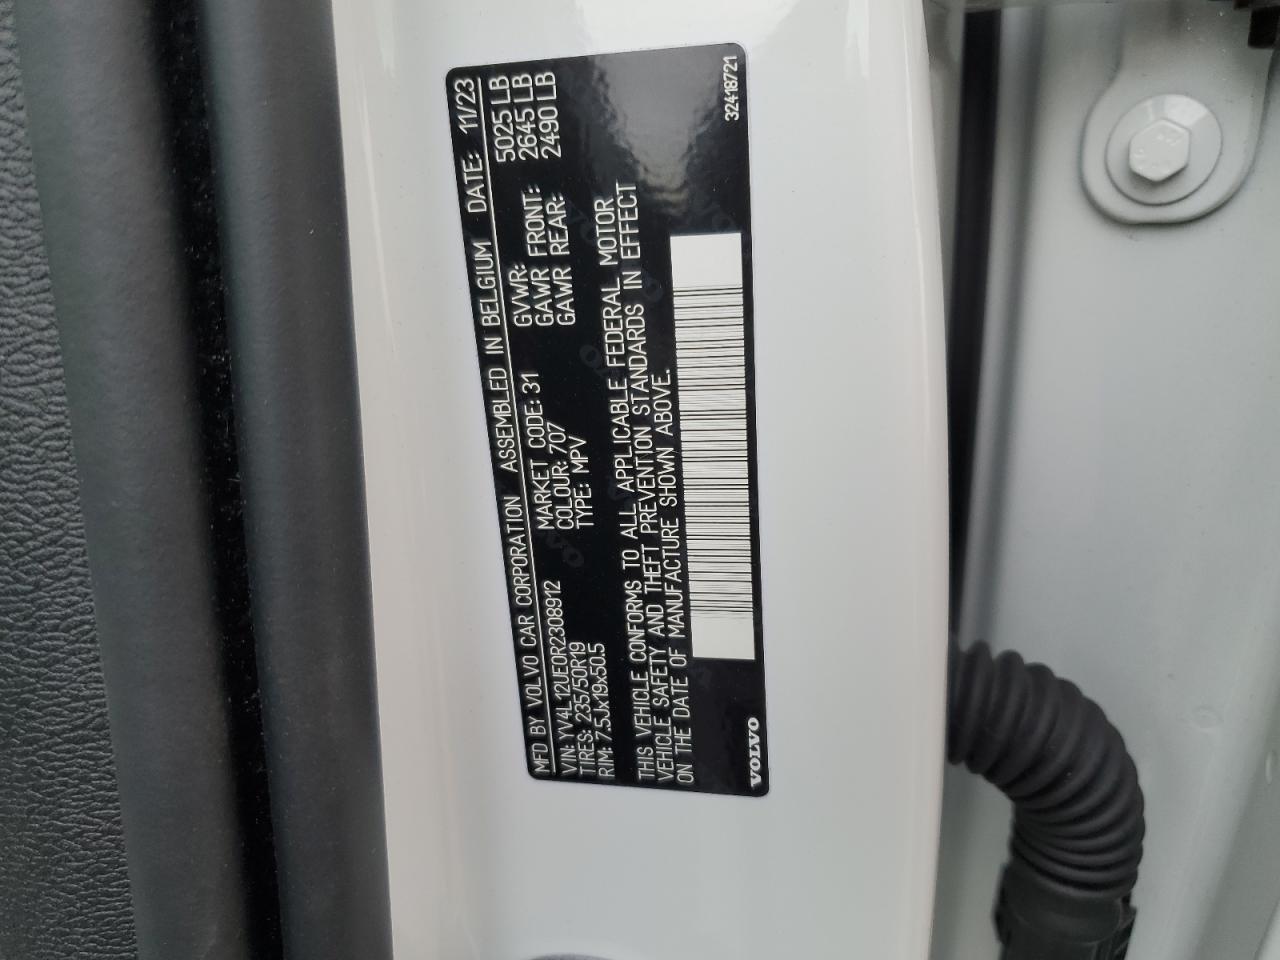 MFD BY VOLVO CAR CORPORATION ASSEMBLED IN BELGIUM DATE: 11/23
VIN: YV4L12UE0R2308912 MARKET CODE: 31 GVWR: 5025 LB
TIRES: 235/50R19 COLOUR: 707 GAWR FRONT: 2645 LB
RIM: 7.5Jx19x50.5 TYPE: MPV GAWR REAR: 2490 LB
THIS VEHICLE CONFORMS TO ALL APPLICABLE FEDERAL MOTOR
VEHICLE SAFETY AND THEFT PREVENTION STANDARDS IN EFFECT
ON THE DATE OF MANUFACTURE SHOWN ABOVE.
VOLVO 32418721